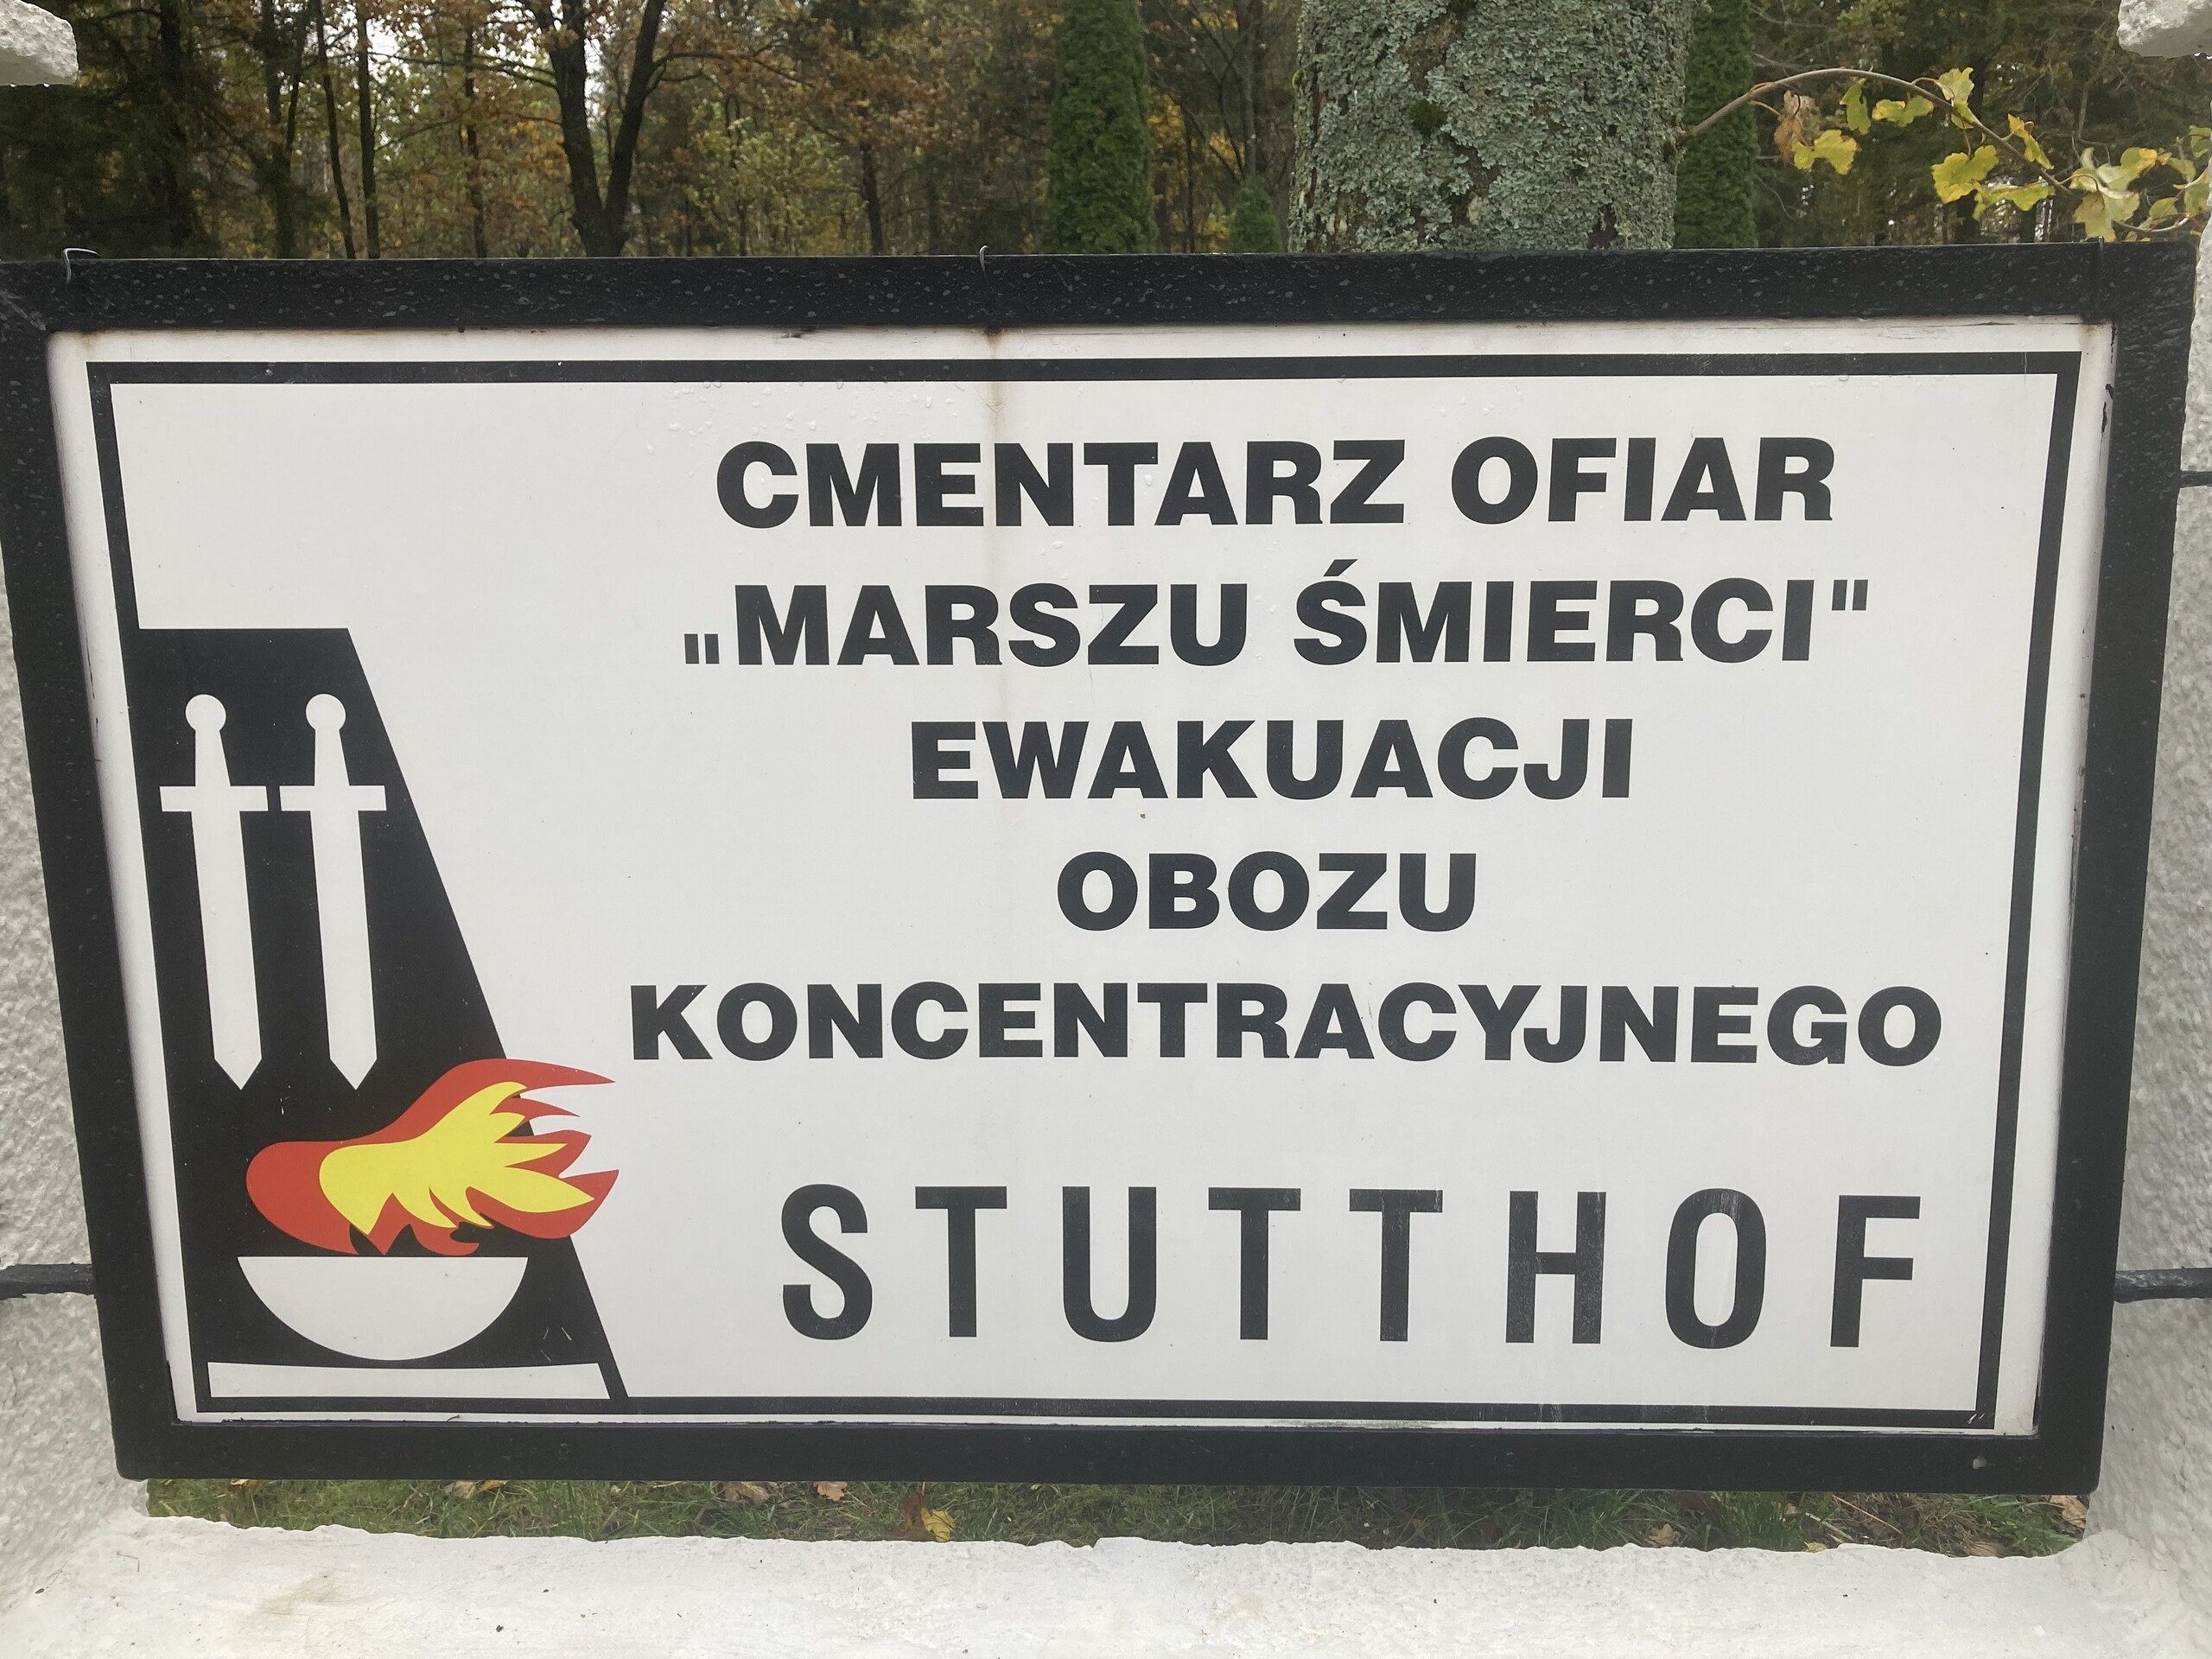 CMENTARZ OFIAR
„MARSZU ŚMIERCI"
EWAKUACJI
OBOZU
KONCENTRACYJNEGO
STUTTHOF